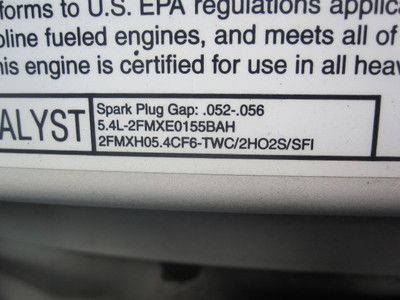 forms to U.S. EPA regulations applica
oline fueled engines, and meets all of
his engine is certified for use in all heav
ALYST
Spark Plug Gap: .052-.056
5.4L-2FMXE0155BAH
2FMXH05.4CF6-TWC/2HO2S/SFI